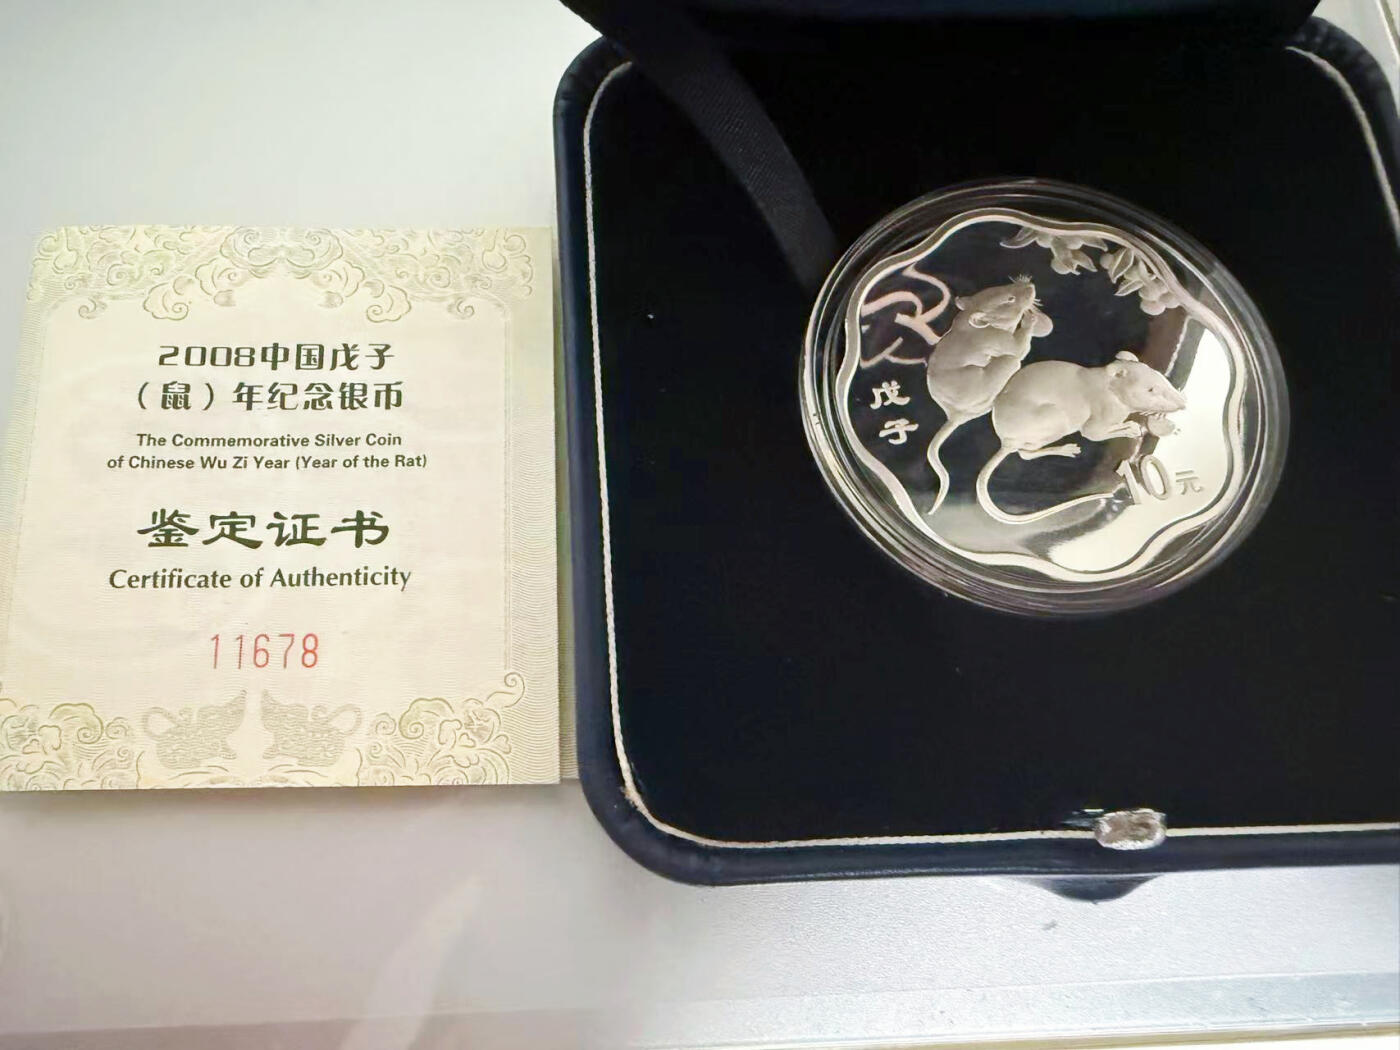 2008中国戊子
（鼠）年纪念银币
The Commemorative Silver Coin
of Chinese Wu Zi Year (Year of the Rat)
鉴定证书
Certificate of Authenticity
11678
戊
子
10元